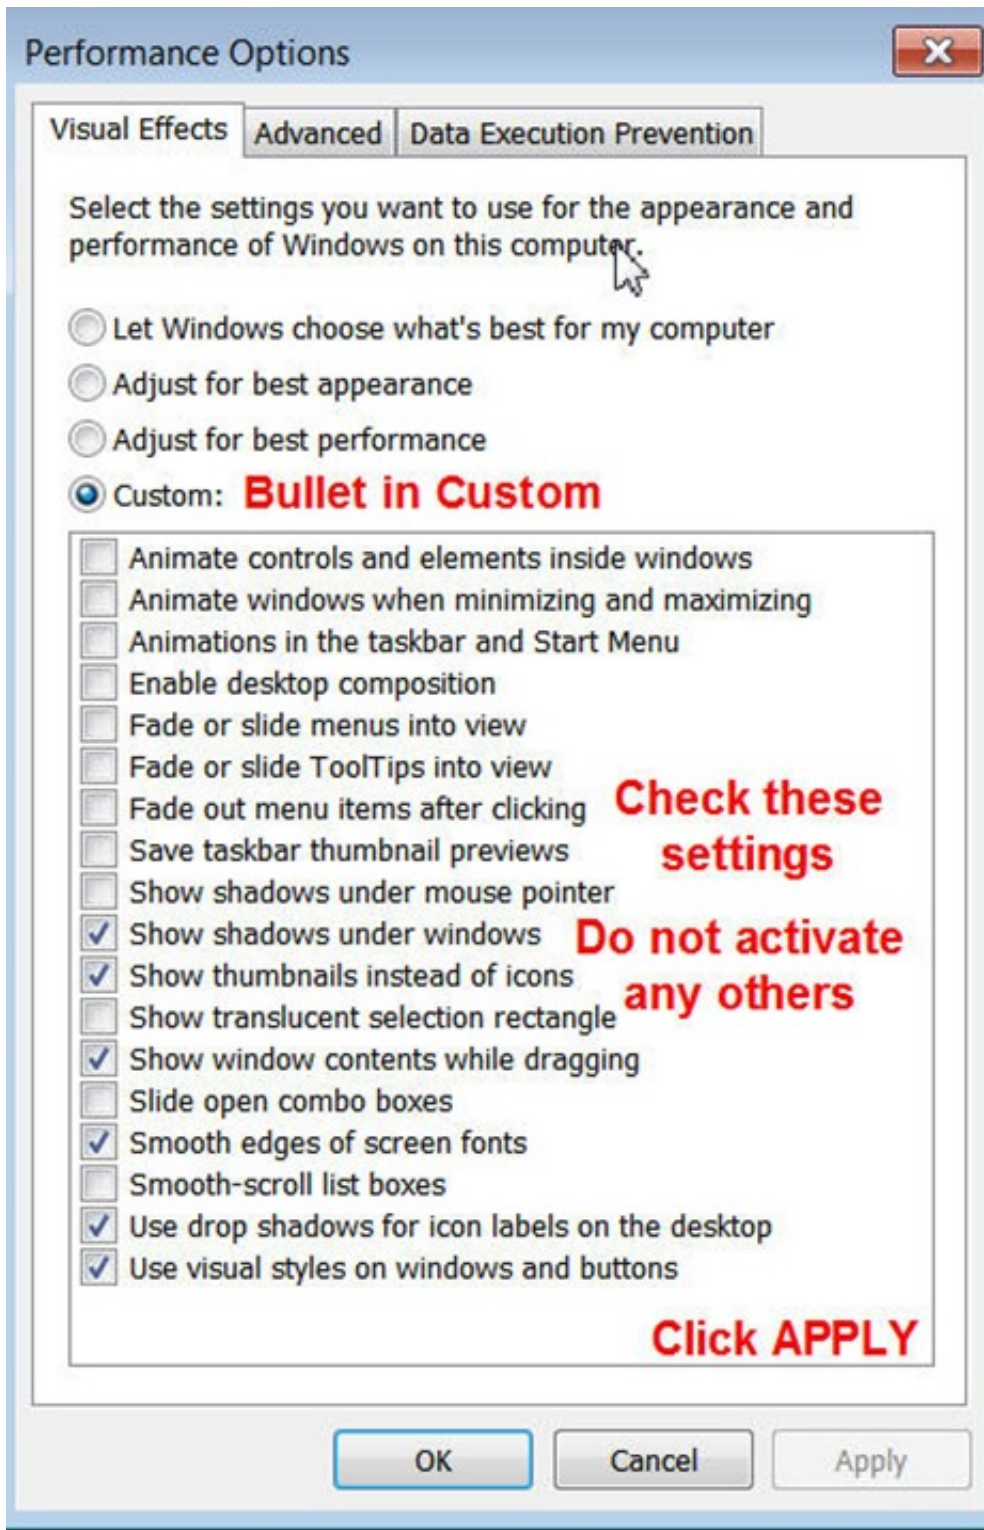 Performance Options
Visual Effects
Advanced
Data Execution Prevention
Select the settings you want to use for the appearance and
performance of Windows on this computer.
Let Windows choose what's best for my computer
Adjust for best appearance
Adjust for best performance
Custom:
Bullet in Custom
Animate controls and elements inside windows
Animate windows when minimizing and maximizing
Animations in the taskbar and Start Menu
Enable desktop composition
Fade or slide menus into view
Fade or slide ToolTips into view
Fade out menu items after clicking
Save taskbar thumbnail previews
Show shadows under mouse pointer
Show shadows under windows
Show thumbnails instead of icons
Show translucent selection rectangle
Show window contents while dragging
Slide open combo boxes
Smooth edges of screen fonts
Smooth-scroll list boxes
Use drop shadows for icon labels on the desktop
Use visual styles on windows and buttons
Check these
settings
Do not activate
any others
Click APPLY
OK
Cancel
Apply